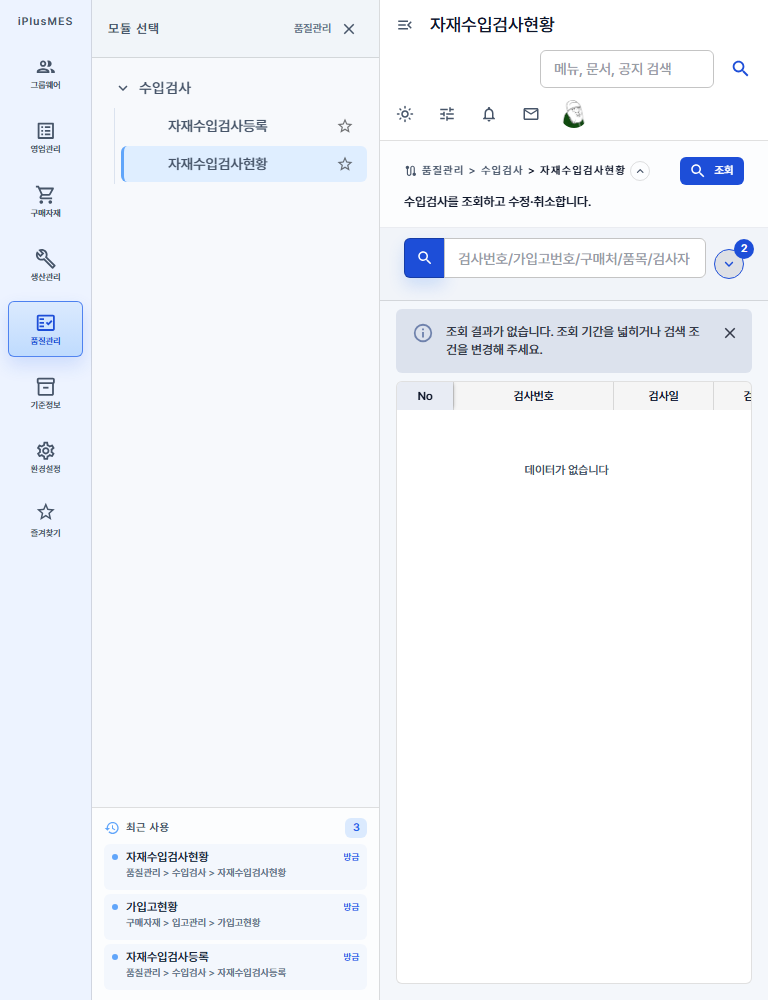 iPlusMES
그룹웨어
영업관리
구매자재
생산관리
품질관리
기준정보
환경설정
즐겨찾기
모듈 선택
품질관리
수입검사
자재수입검사등록
자재수입검사현황
최근 사용
3
자재수입검사현황
방금
품질관리 > 수입검사 > 자재수입검사현황
가입고현황
방금
구매자재 > 입고관리 > 가입고현황
자재수입검사등록
방금
품질관리 > 수입검사 > 자재수입검사등록
자재수입검사현황
메뉴, 문서, 공지 검색
품질관리 > 수입검사 > 자재수입검사현황
조회
수입검사를 조회하고 수정·취소합니다.
검사번호/가입고번호/구매처/품목/검사자
2
조회 결과가 없습니다. 조회 기간을 넓히거나 검색 조
건을 변경해 주세요.
No
검사번호
검사일
데이터가 없습니다